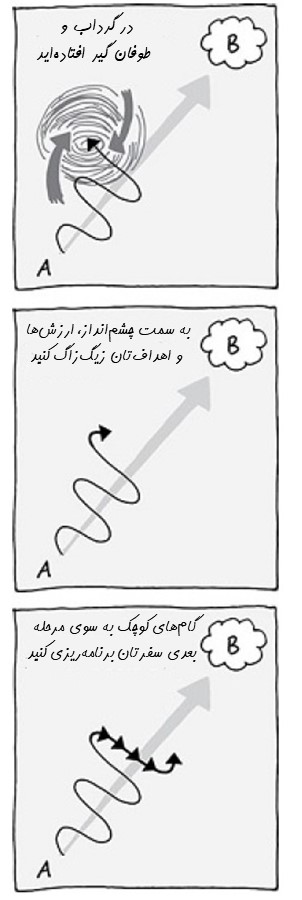 در گرداب و
طوفان گیر افتاده‌اید
B
A
به سمت چشم‌انداز، ارزش‌ها
و اهداف‌تان زیگ‌زاگ کنید
B
A
گام‌های کوچک به سوی مرحله
بعدی سفرتان برنامه‌ریزی کنید
B
A